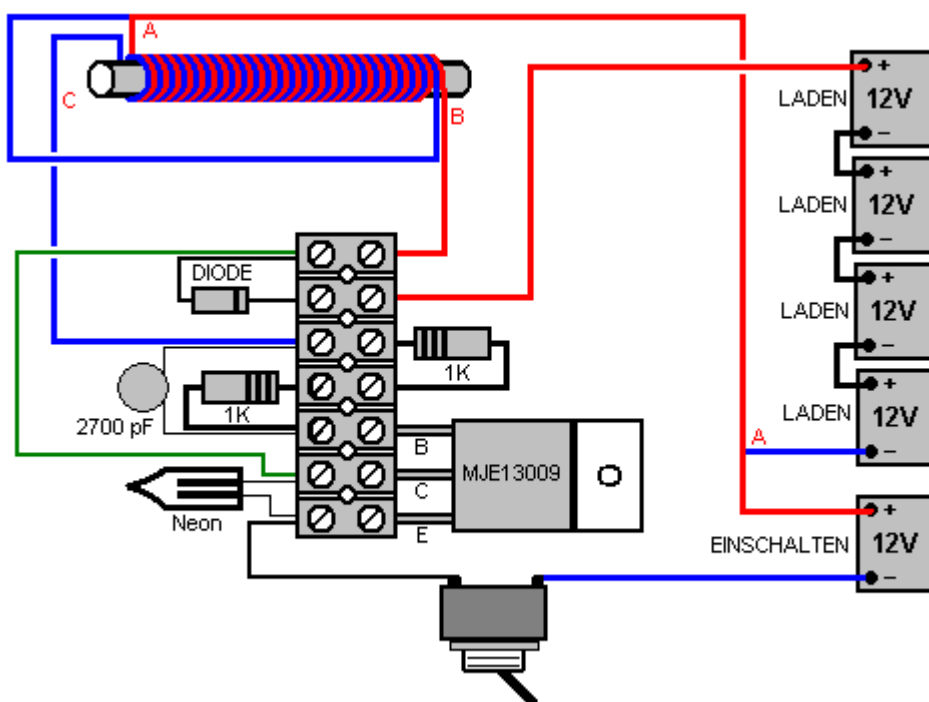 A
C
B
+
LADEN
12V
−
+
LADEN
12V
−
DIODE
+
LADEN
12V
−
1K
1K
2700 pF
+
LADEN
12V
A
−
B
MJE13009
C
Neon
E
+
EINSCHALTEN
12V
−